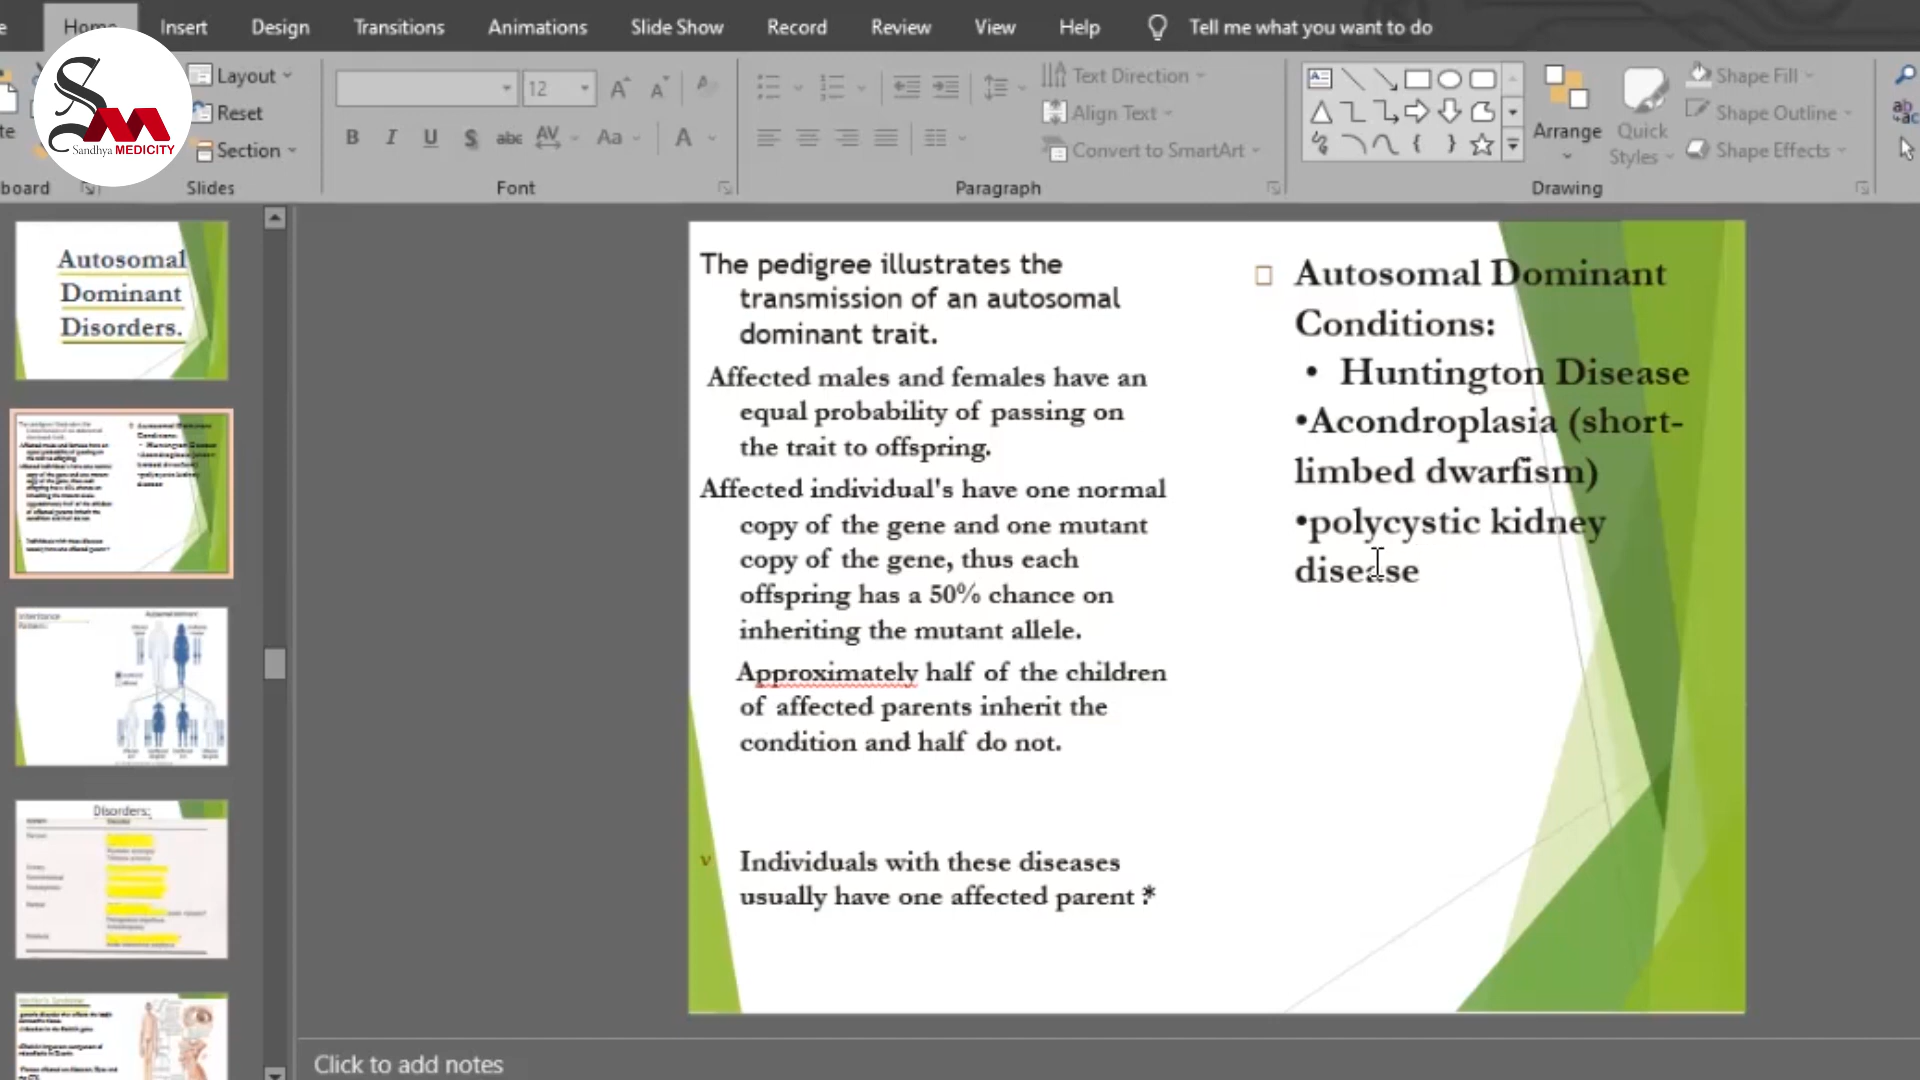 Home Insert Design Transitions Animations Slide Show Record Review View Help Tell me what you want to do
Layout
Reset
Section
Slides
12
B I U S abc AV Aa A
Font
Text Direction
Align Text
Convert to SmartArt
Paragraph
Arrange
Quick
Styles
Shape Fill
Shape Outline
Shape Effects
Drawing
SM
Sandhya MEDICITY
board
Autosomal
Dominant
Disorders.
Disorders;
The pedigree illustrates the
transmission of an autosomal
dominant trait.
Affected males and females have an
equal probability of passing on
the trait to offspring.
Affected individual's have one normal
copy of the gene and one mutant
copy of the gene, thus each
offspring has a 50% chance on
inheriting the mutant allele.
Approximately half of the children
of affected parents inherit the
condition and half do not.
v Individuals with these diseases
usually have one affected parent :*
Autosomal Dominant
Conditions:
• Huntington Disease
•Acondroplasia (short-
limbed dwarfism)
•polycystic kidney
disease
Click to add notes